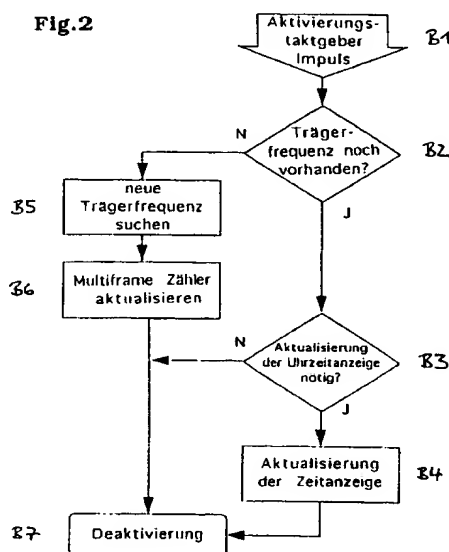 Fig.2
Aktivierungs-
taktgeber
Impuls
B1
N
Träger-
frequenz noch
vorhanden?
B2
neue
Trägerfrequenz
suchen
B5
J
Multiframe Zähler
aktualisieren
B6
N
Aktualisierung
der Uhrzeitanzeige
nötig?
B3
J
Aktualisierung
der Zeitanzeige
B4
B7
Deaktivierung